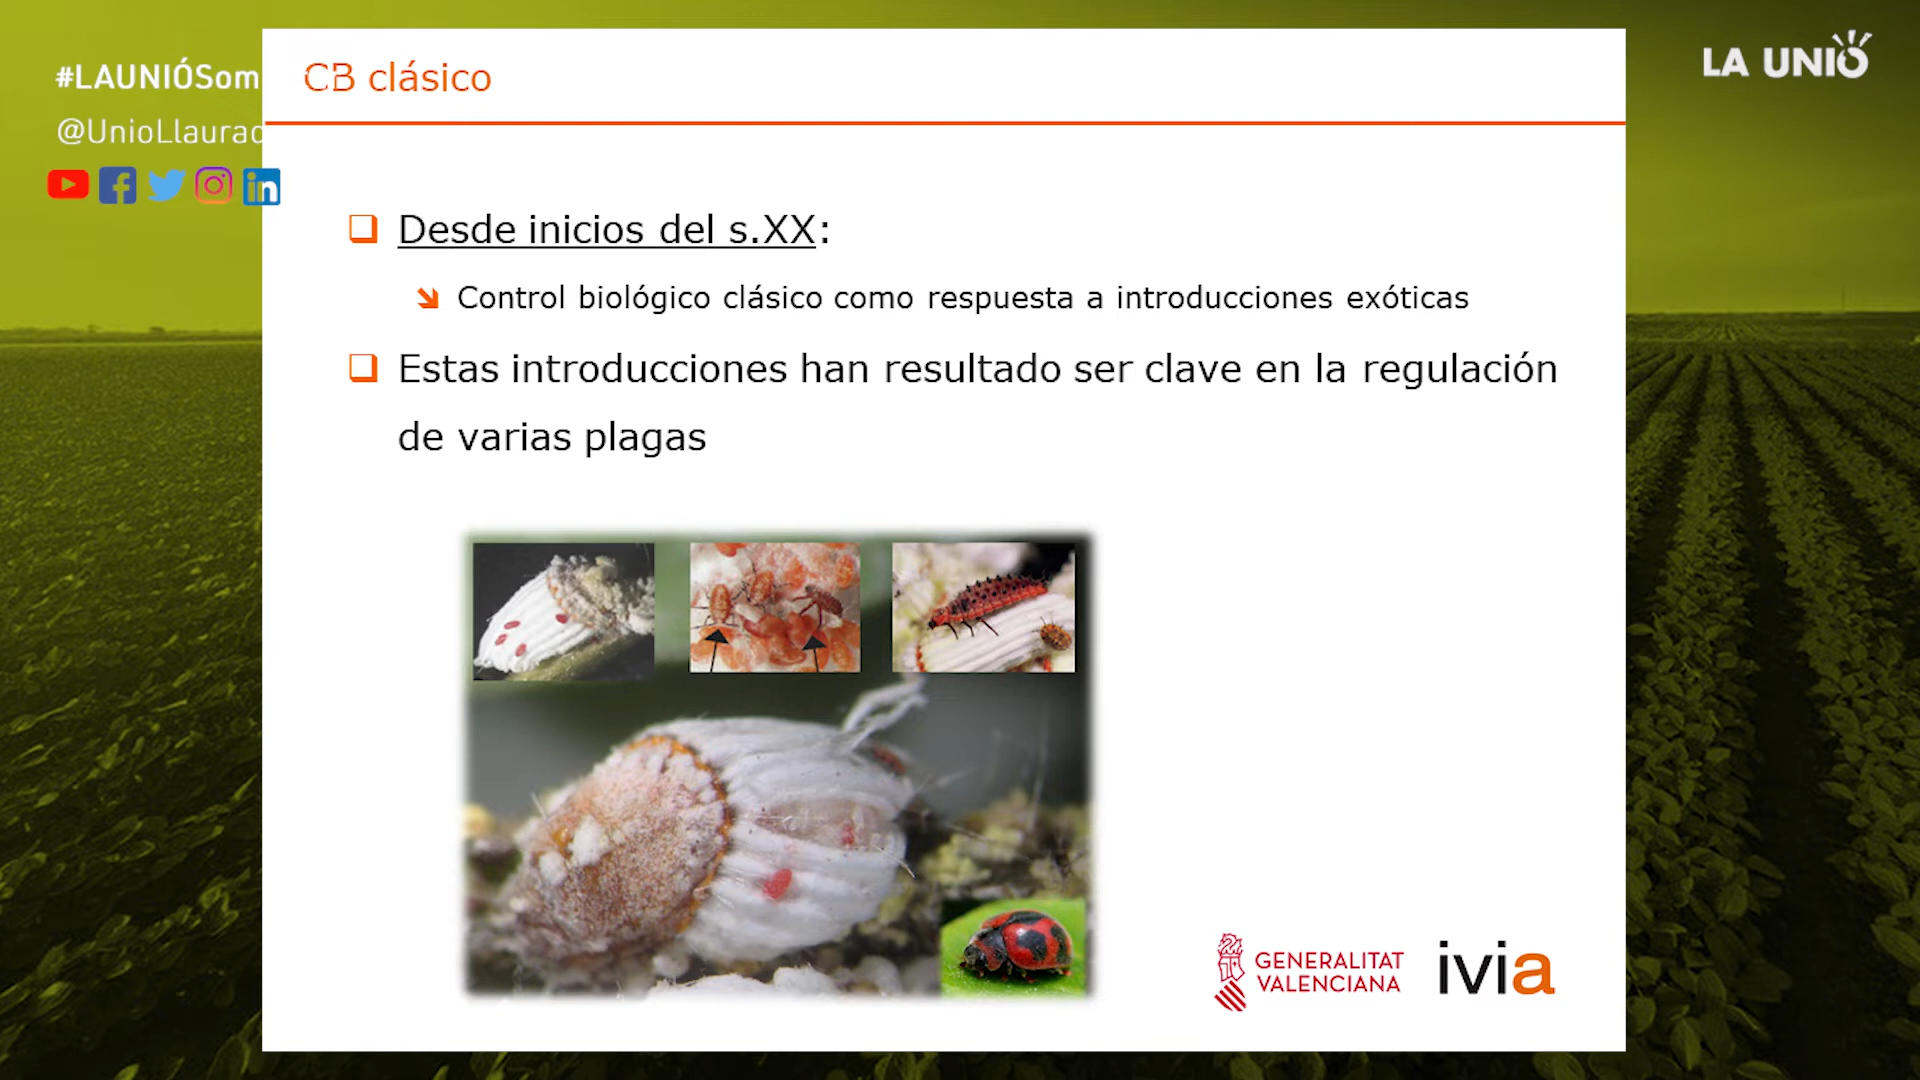 #LAUNIÓSom
@UnioLlaurad
LA UNIÓ
CB clásico
Desde inicios del s.XX:
Control biológico clásico como respuesta a introducciones exóticas
Estas introducciones han resultado ser clave en la regulación
de varias plagas
GENERALITAT
VALENCIANA
ivia